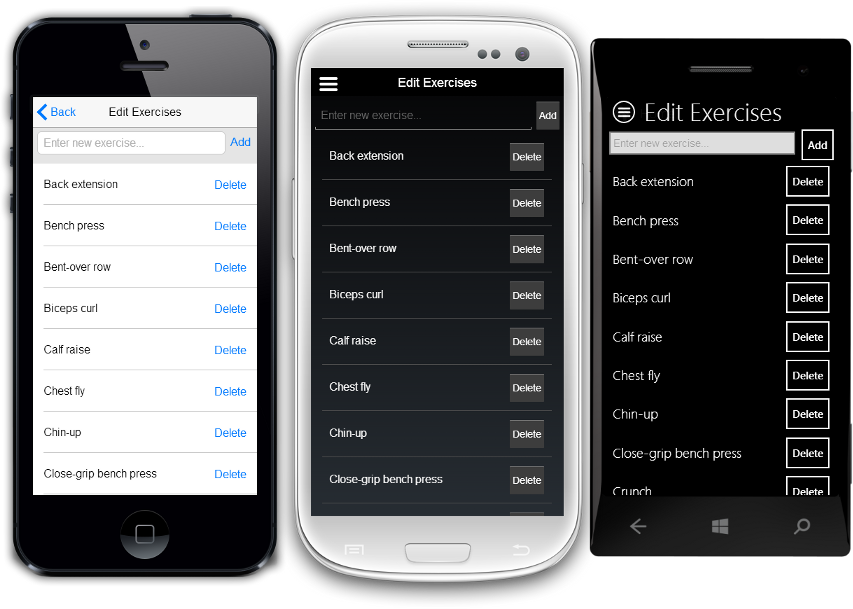 Back Edit Exercises
Enter new exercise... Add
Back extension Delete
Bench press Delete
Bent-over row Delete
Biceps curl Delete
Calf raise Delete
Chest fly Delete
Chin-up Delete
Close-grip bench press Delete
Edit Exercises
Enter new exercise... Add
Back extension Delete
Bench press Delete
Bent-over row Delete
Biceps curl Delete
Calf raise Delete
Chest fly Delete
Chin-up Delete
Close-grip bench press Delete
Edit Exercises
Enter new exercise... Add
Back extension Delete
Bench press Delete
Bent-over row Delete
Biceps curl Delete
Calf raise Delete
Chest fly Delete
Chin-up Delete
Close-grip bench press Delete
Crunch Delete